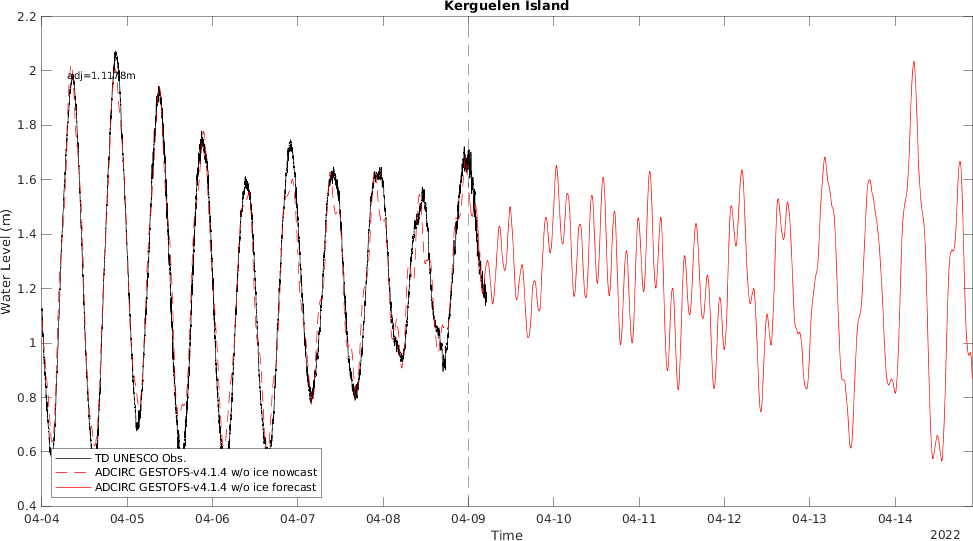 Kerguelen Island
2.2
2
1.8
1.6
1.4
1.2
1
0.8
0.6
0.4
Water Level (m)
adj=1.1178m
TD UNESCO Obs.
ADCIRC GESTOFS-v4.1.4 w/o ice nowcast
ADCIRC GESTOFS-v4.1.4 w/o ice forecast
04-04 04-05 04-06 04-07 04-08 04-09 04-10 04-11 04-12 04-13 04-14
Time
2022